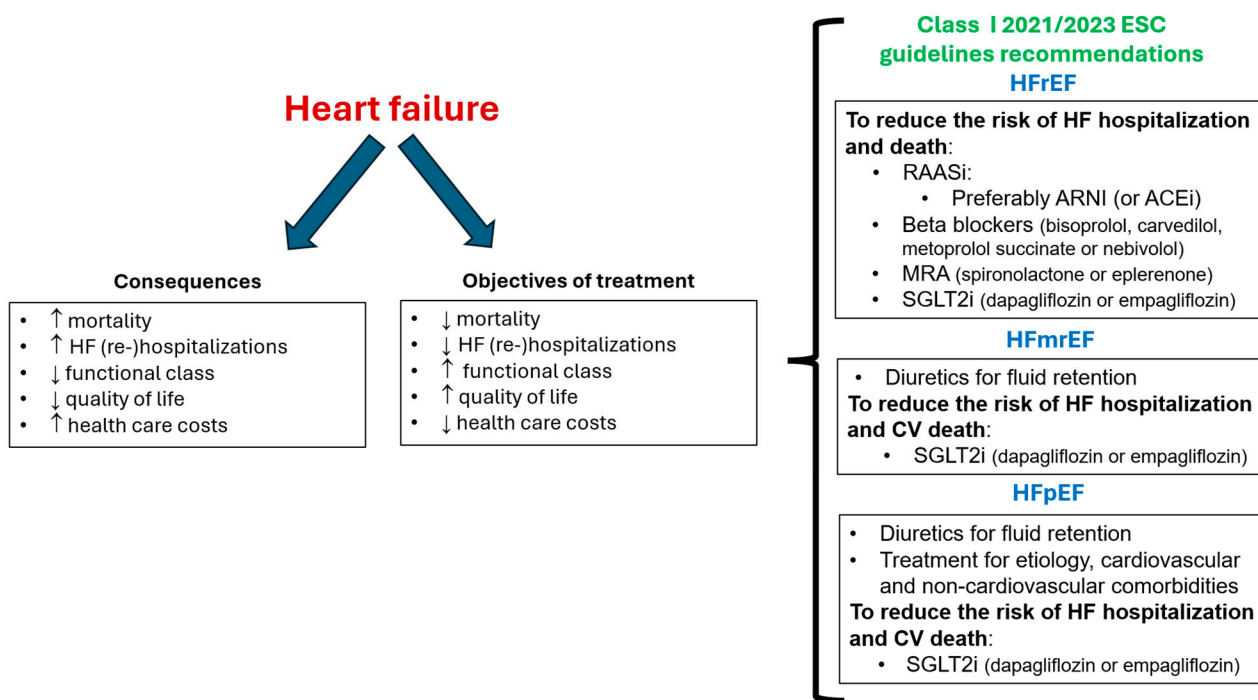 Heart failure
Consequences
• ↑ mortality
• ↑ HF (re-)hospitalizations
• ↓ functional class
• ↓ quality of life
• ↑ health care costs
Objectives of treatment
• ↓ mortality
• ↓ HF (re-)hospitalizations
• ↑ functional class
• ↑ quality of life
• ↓ health care costs
Class I 2021/2023 ESC
guidelines recommendations
HFrEF
To reduce the risk of HF hospitalization
and death:
• RAASi:
• Preferably ARNI (or ACEi)
• Beta blockers (bisoprolol, carvedilol,
metoprolol succinate or nebivolol)
• MRA (spironolactone or eplerenone)
• SGLT2i (dapagliflozin or empagliflozin)
HFmrEF
• Diuretics for fluid retention
To reduce the risk of HF hospitalization
and CV death:
• SGLT2i (dapagliflozin or empagliflozin)
HFpEF
• Diuretics for fluid retention
• Treatment for etiology, cardiovascular
and non-cardiovascular comorbidities
To reduce the risk of HF hospitalization
and CV death:
• SGLT2i (dapagliflozin or empagliflozin)